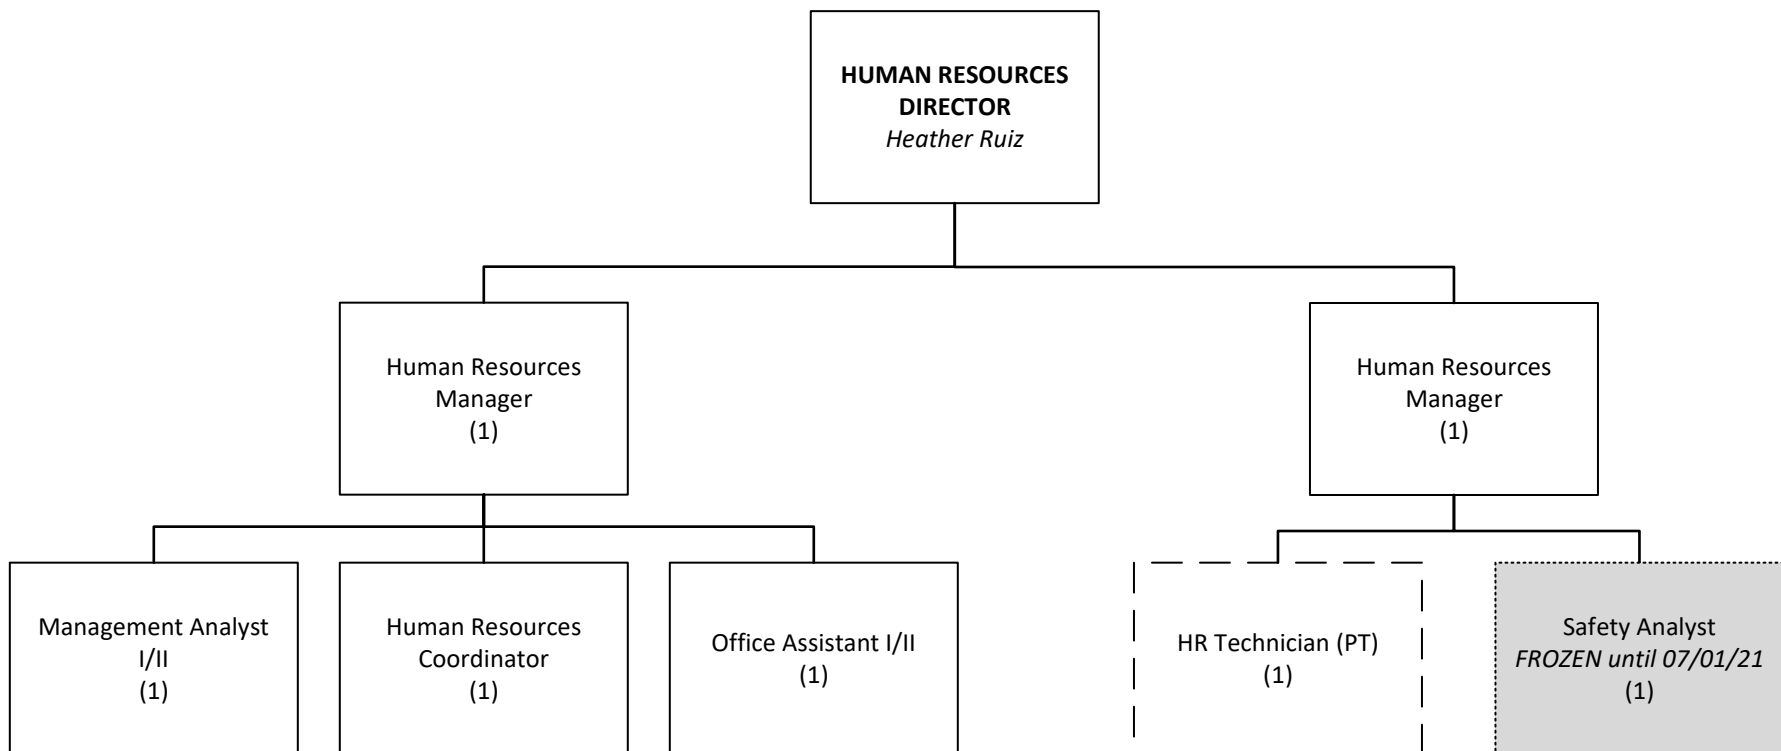 HUMAN RESOURCES
DIRECTOR
Heather Ruiz
Human Resources
Manager
(1)
Human Resources
Manager
(1)
Management Analyst
I/II
(1)
Human Resources
Coordinator
(1)
Office Assistant I/II
(1)
HR Technician (PT)
(1)
Safety Analyst
FROZEN until 07/01/21
(1)